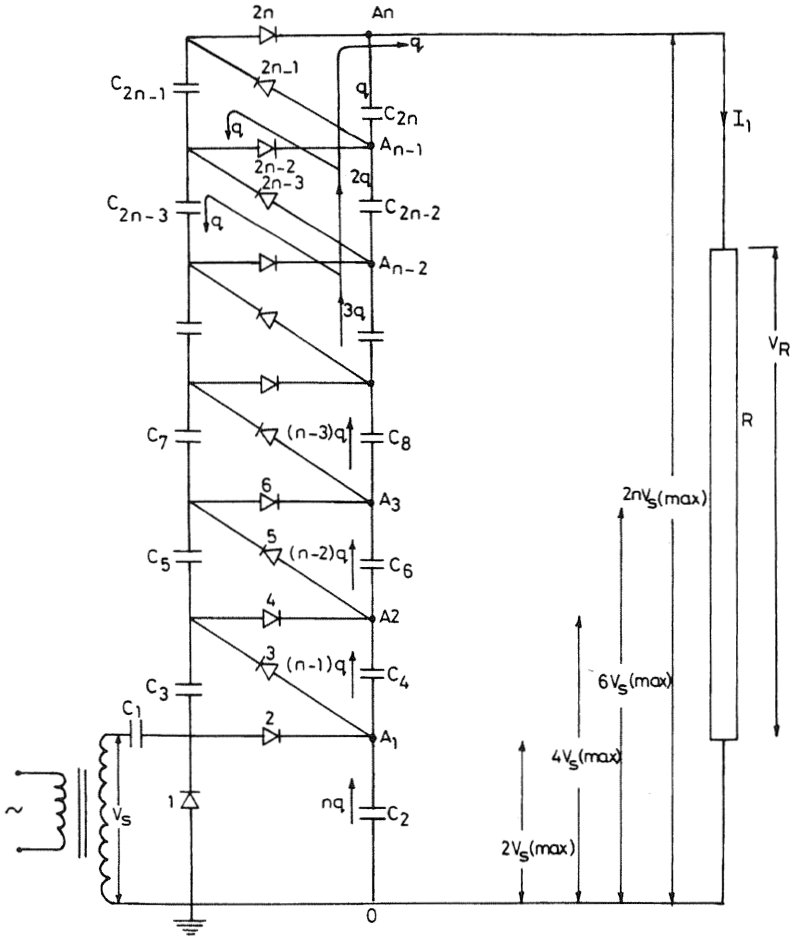 2n An
q
2n-1
C2n-1 q C2n I1
q An-1
2n-2 2q
2n-3
C2n-3 q C2n-2
An-2
3q VR
R
C7 (n-3)q C8
6 A3 2nVs(max)
5
C5 (n-2)q C6
4 A2
3
C3 (n-1)q C4 6Vs(max)
C1
2 A1
4Vs(max)
~ Vs 1 nq C2
2Vs(max)
0